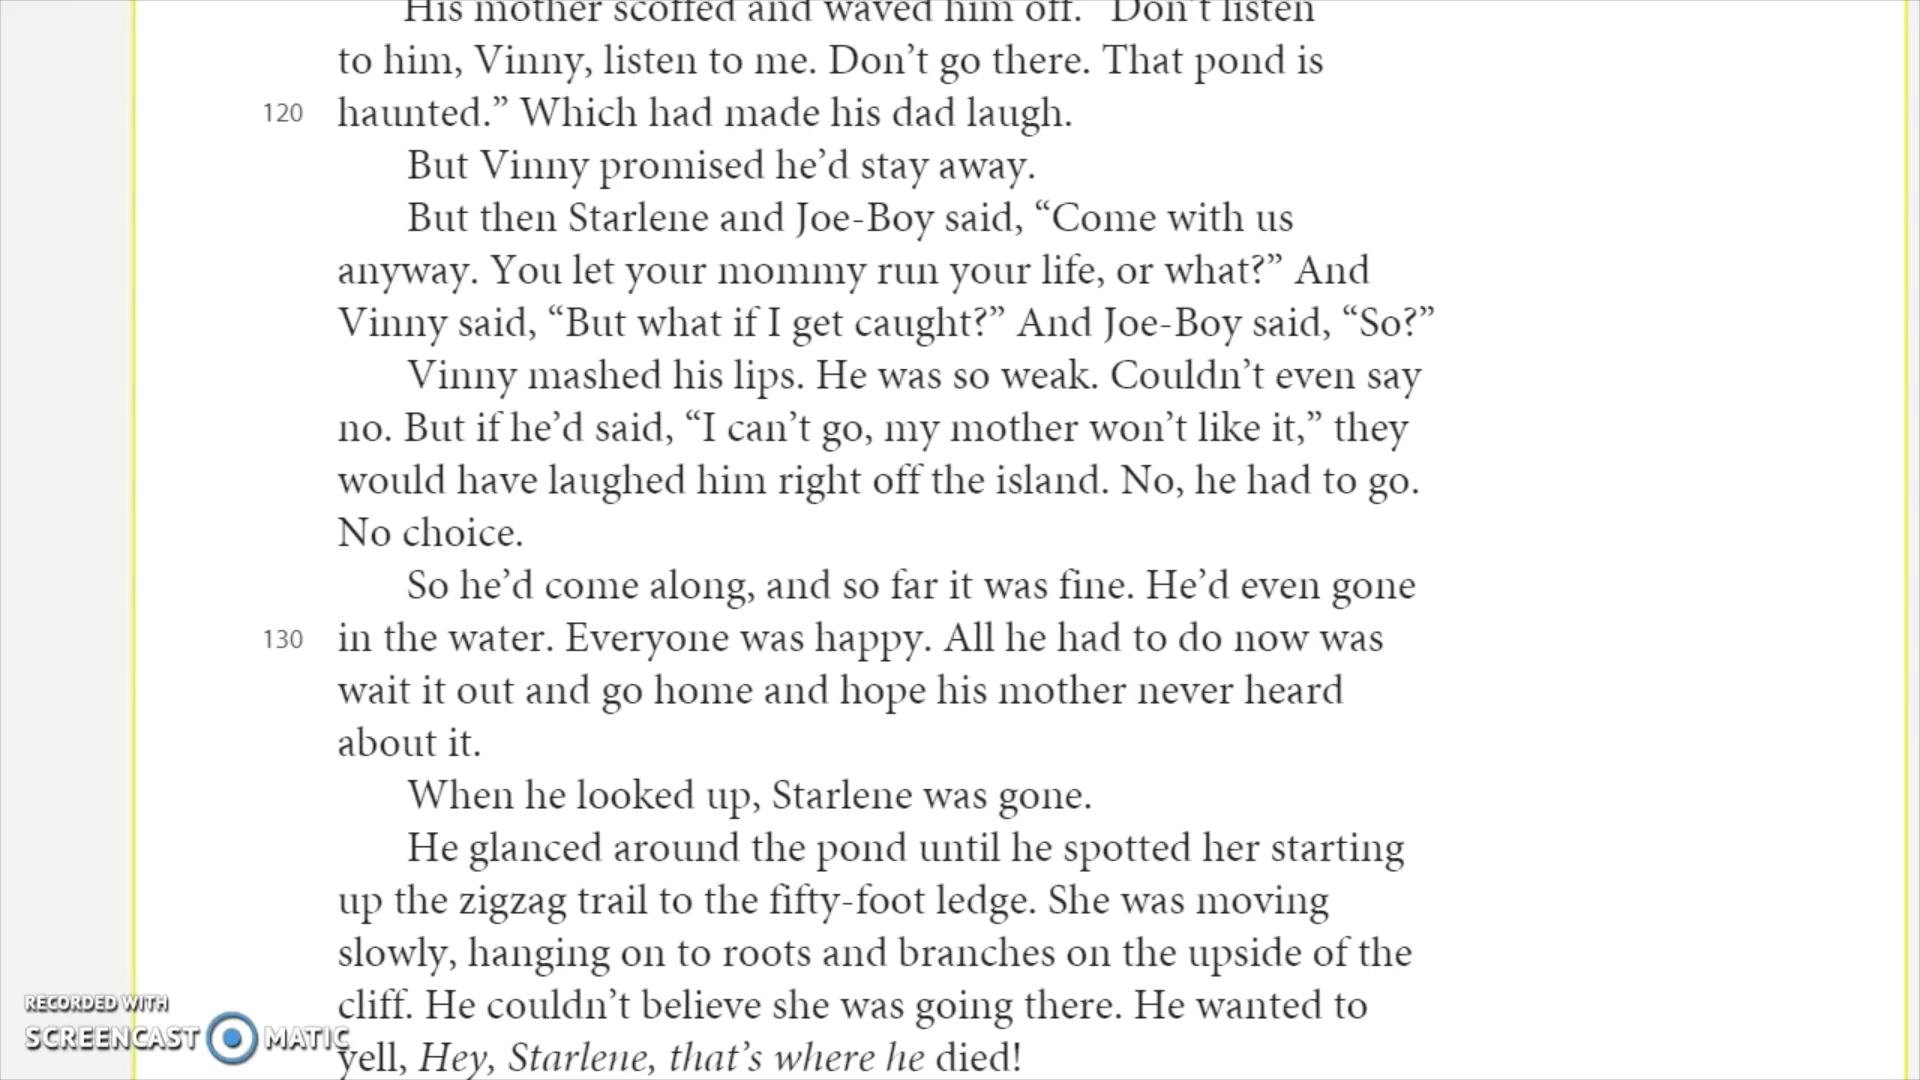 His mother scoffed and waved him off. “Don’t listen
to him, Vinny, listen to me. Don’t go there. That pond is
120 haunted.” Which had made his dad laugh.
But Vinny promised he’d stay away.
But then Starlene and Joe-Boy said, “Come with us
anyway. You let your mommy run your life, or what?” And
Vinny said, “But what if I get caught?” And Joe-Boy said, “So?”
Vinny mashed his lips. He was so weak. Couldn’t even say
no. But if he’d said, “I can’t go, my mother won’t like it,” they
would have laughed him right off the island. No, he had to go.
No choice.
So he’d come along, and so far it was fine. He’d even gone
130 in the water. Everyone was happy. All he had to do now was
wait it out and go home and hope his mother never heard
about it.
When he looked up, Starlene was gone.
He glanced around the pond until he spotted her starting
up the zigzag trail to the fifty-foot ledge. She was moving
slowly, hanging on to roots and branches on the upside of the
cliff. He couldn’t believe she was going there. He wanted to
yell, Hey, Starlene, that’s where he died!
RECORDED WITH
SCREENCAST MATIC